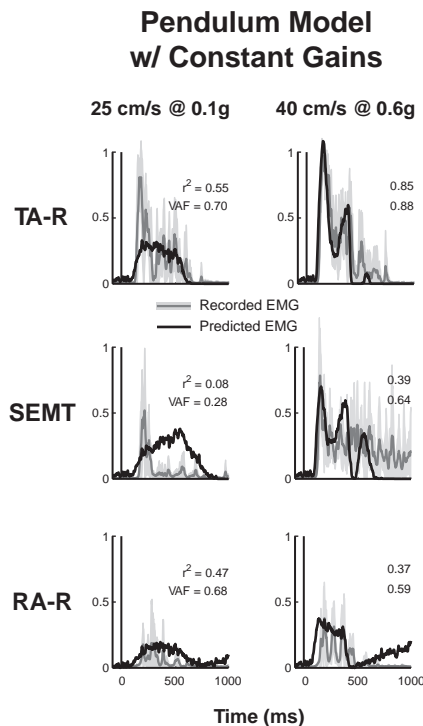 Pendulum Model
w/ Constant Gains
25 cm/s @ 0.1g
40 cm/s @ 0.6g
TA-R
1
0.5
0
r² = 0.55
VAF = 0.70
1
0.5
0
0.85
0.88
Recorded EMG
Predicted EMG
SEMT
1
0.5
0
r² = 0.08
VAF = 0.28
1
0.5
0
0.39
0.64
RA-R
1
0.5
0
r² = 0.47
VAF = 0.68
1
0.5
0
0.37
0.59
0 500 1000
0 500 1000
Time (ms)